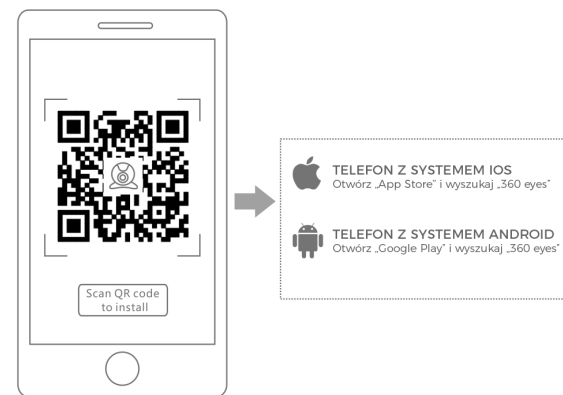 Scan QR code
to install
TELEFON Z SYSTEMEM IOS
Otwórz „App Store" i wyszukaj „360 eyes"
TELEFON Z SYSTEMEM ANDROID
Otwórz „Google Play" i wyszukaj „360 eyes"